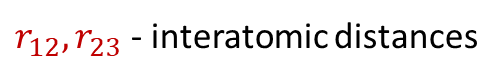 r₁₂, r₂₃ - interatomic distances